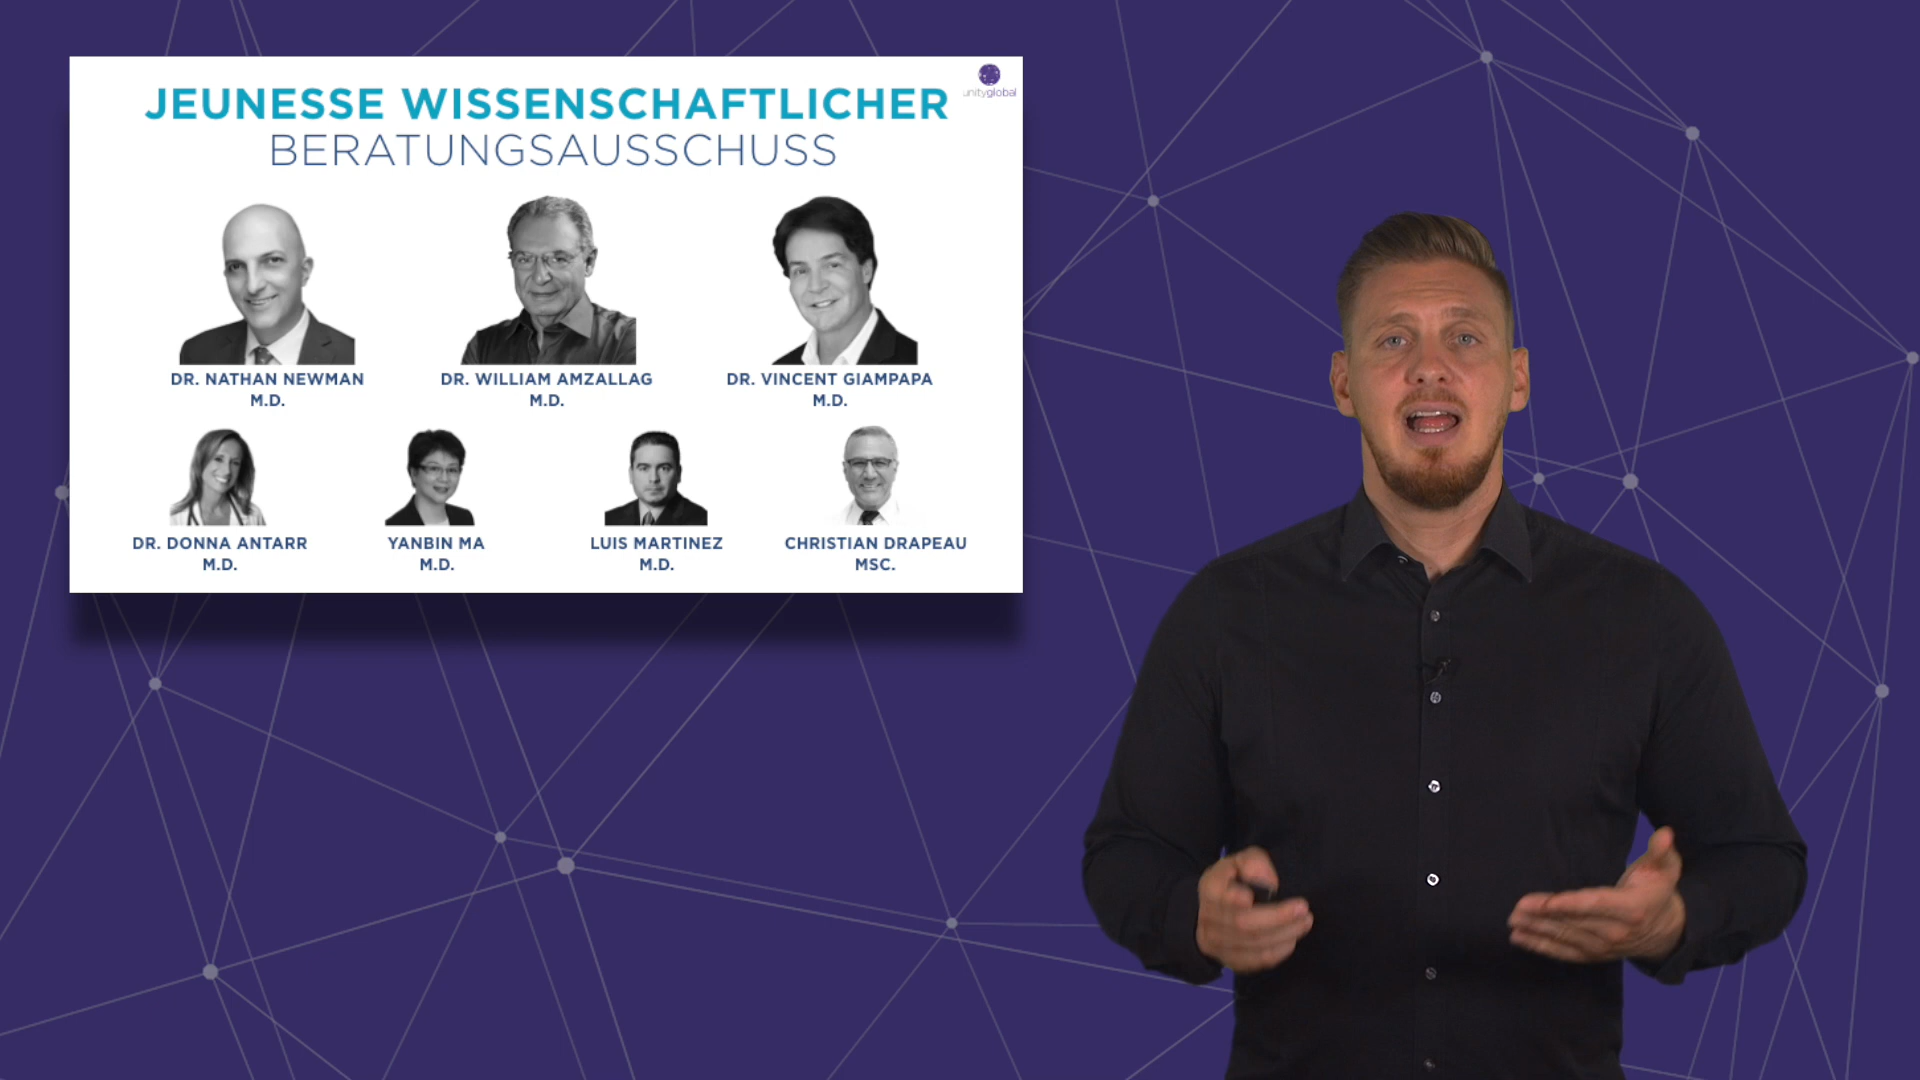 JEUNESSE WISSENSCHAFTLICHER
BERATUNGSAUSSCHUSS
unityglobal
DR. NATHAN NEWMAN
M.D.
DR. WILLIAM AMZALLAG
M.D.
DR. VINCENT GIAMPAPA
M.D.
DR. DONNA ANTARR
M.D.
YANBIN MA
M.D.
LUIS MARTINEZ
M.D.
CHRISTIAN DRAPEAU
MSC.